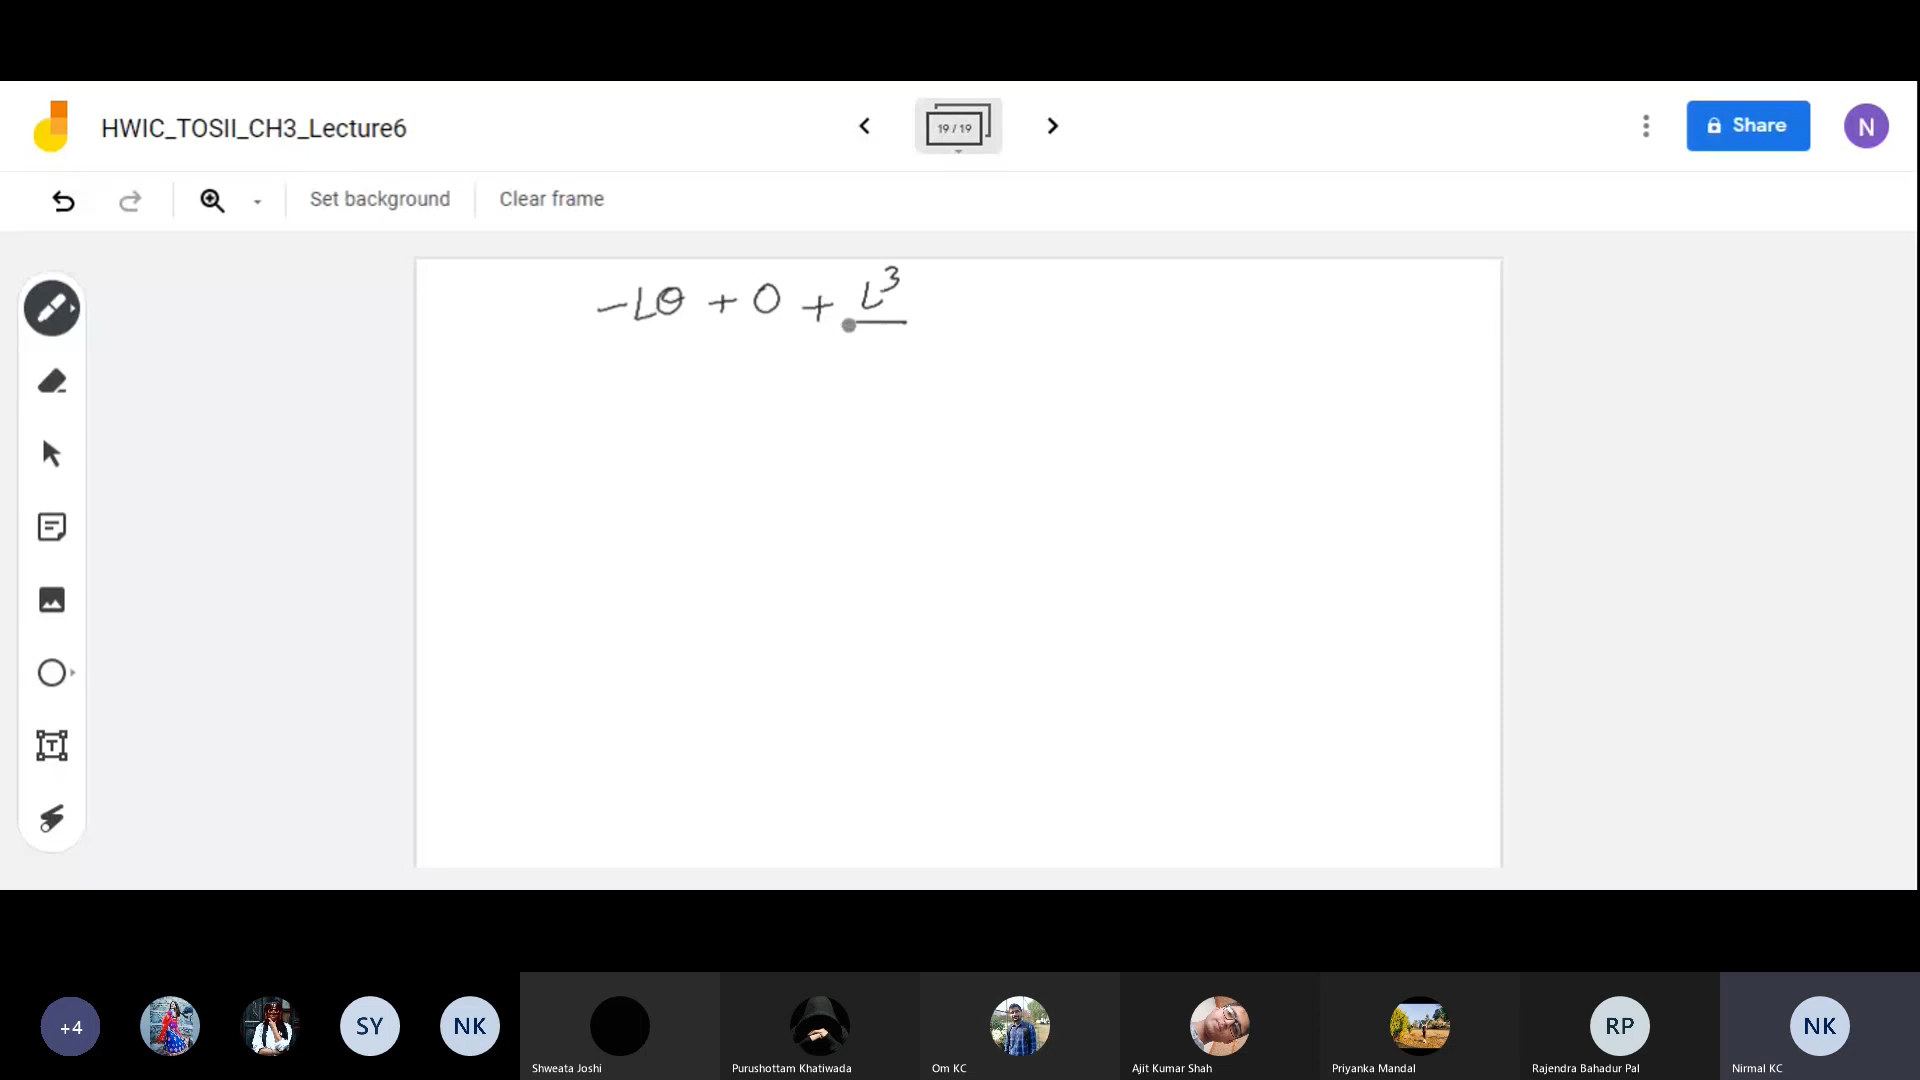 HWIC_TOSII_CH3_Lecture6
19 / 19
Share
N
Set background
Clear frame
-Lθ + 0 + L³
T
+4
SY
NK
RP
NK
Shweata Joshi
Purushottam Khatiwada
Om KC
Ajit Kumar Shah
Priyanka Mandal
Rajendra Bahadur Pal
Nirmal KC